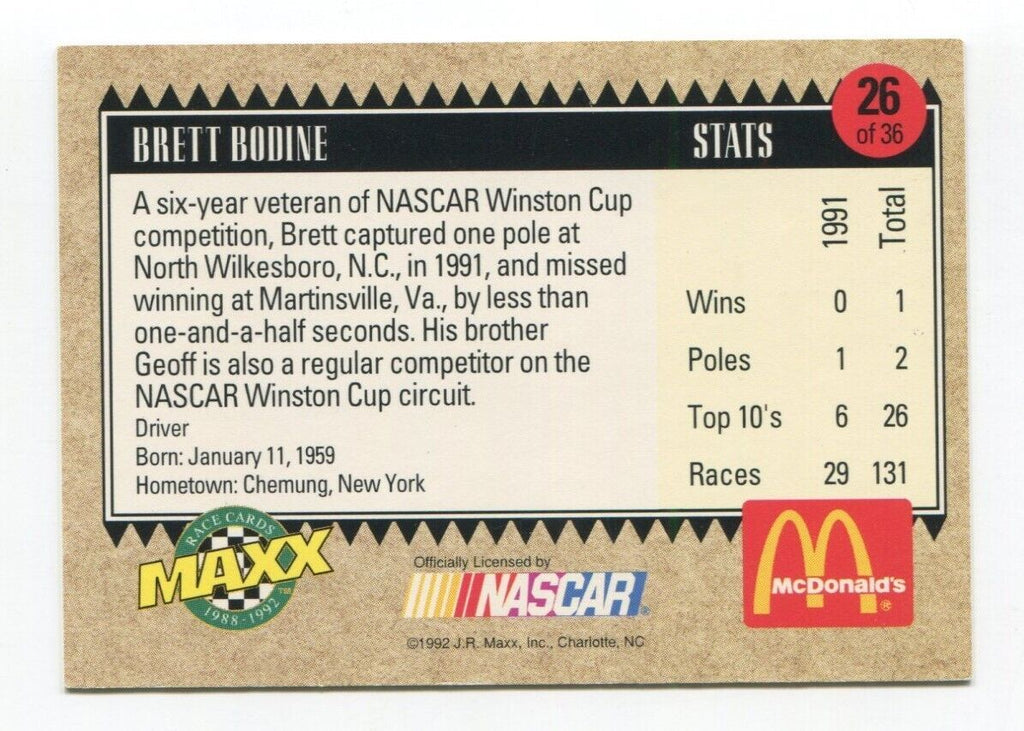 26
of 36
BRETT BODINE
STATS
A six-year veteran of NASCAR Winston Cup
competition, Brett captured one pole at
North Wilkesboro, N.C., in 1991, and missed
winning at Martinsville, Va., by less than
one-and-a-half seconds. His brother
Geoff is also a regular competitor on the
NASCAR Winston Cup circuit.
Driver
Born: January 11, 1959
Hometown: Chemung, New York
1991 Total
Wins 0 1
Poles 1 2
Top 10's 6 26
Races 29 131
RACE CARDS
MAXX™
1988-1992
Officially Licensed by
NASCAR®
©1992 J.R. Maxx, Inc., Charlotte, NC
McDonald's®